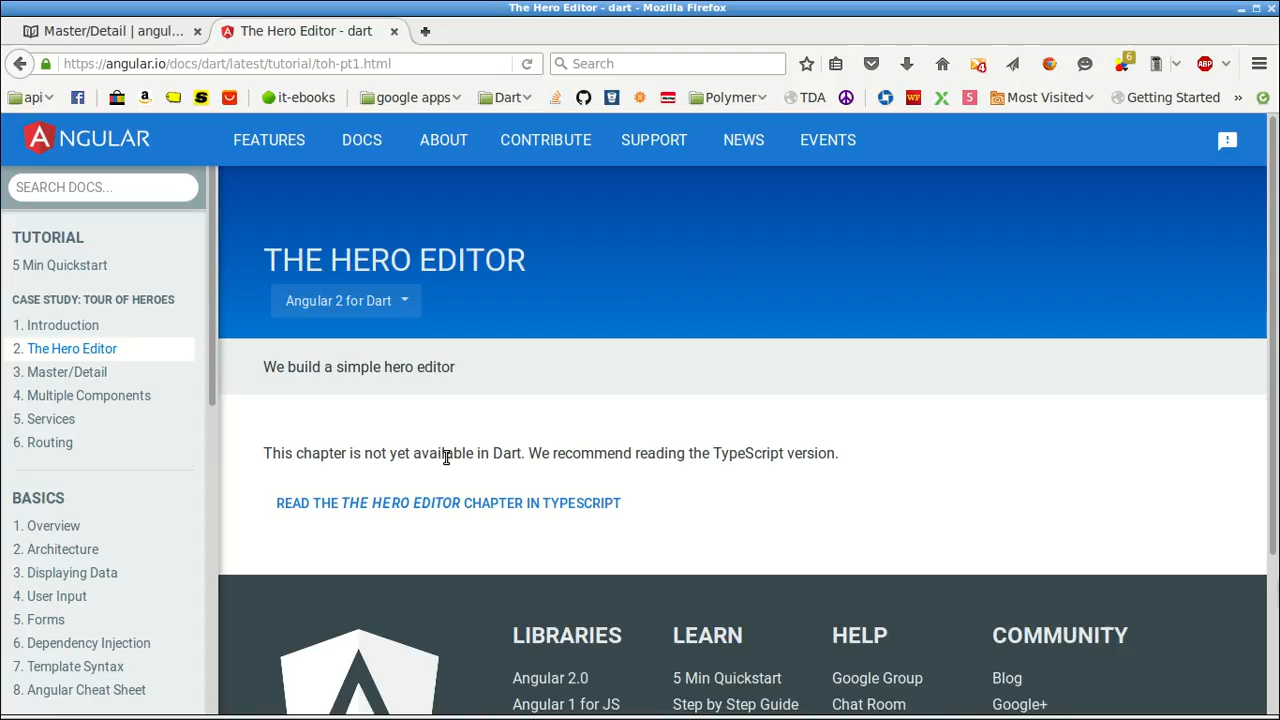 The Hero Editor - dart - Mozilla Firefox
Master/Detail | angul...
The Hero Editor - dart
https://angular.io/docs/dart/latest/tutorial/toh-pt1.html
Search
6
4
ABP
api
it-ebooks
google apps
Dart
Polymer
TDA
WF
S
Most Visited
Getting Started
ANGULAR
FEATURES
DOCS
ABOUT
CONTRIBUTE
SUPPORT
NEWS
EVENTS
SEARCH DOCS...
TUTORIAL
5 Min Quickstart
CASE STUDY: TOUR OF HEROES
1. Introduction
2. The Hero Editor
3. Master/Detail
4. Multiple Components
5. Services
6. Routing
BASICS
1. Overview
2. Architecture
3. Displaying Data
4. User Input
5. Forms
6. Dependency Injection
7. Template Syntax
8. Angular Cheat Sheet
THE HERO EDITOR
Angular 2 for Dart
We build a simple hero editor
This chapter is not yet available in Dart. We recommend reading the TypeScript version.
READ THE THE HERO EDITOR CHAPTER IN TYPESCRIPT
LIBRARIES
Angular 2.0
Angular 1 for JS
LEARN
5 Min Quickstart
Step by Step Guide
HELP
Google Group
Chat Room
COMMUNITY
Blog
Google+